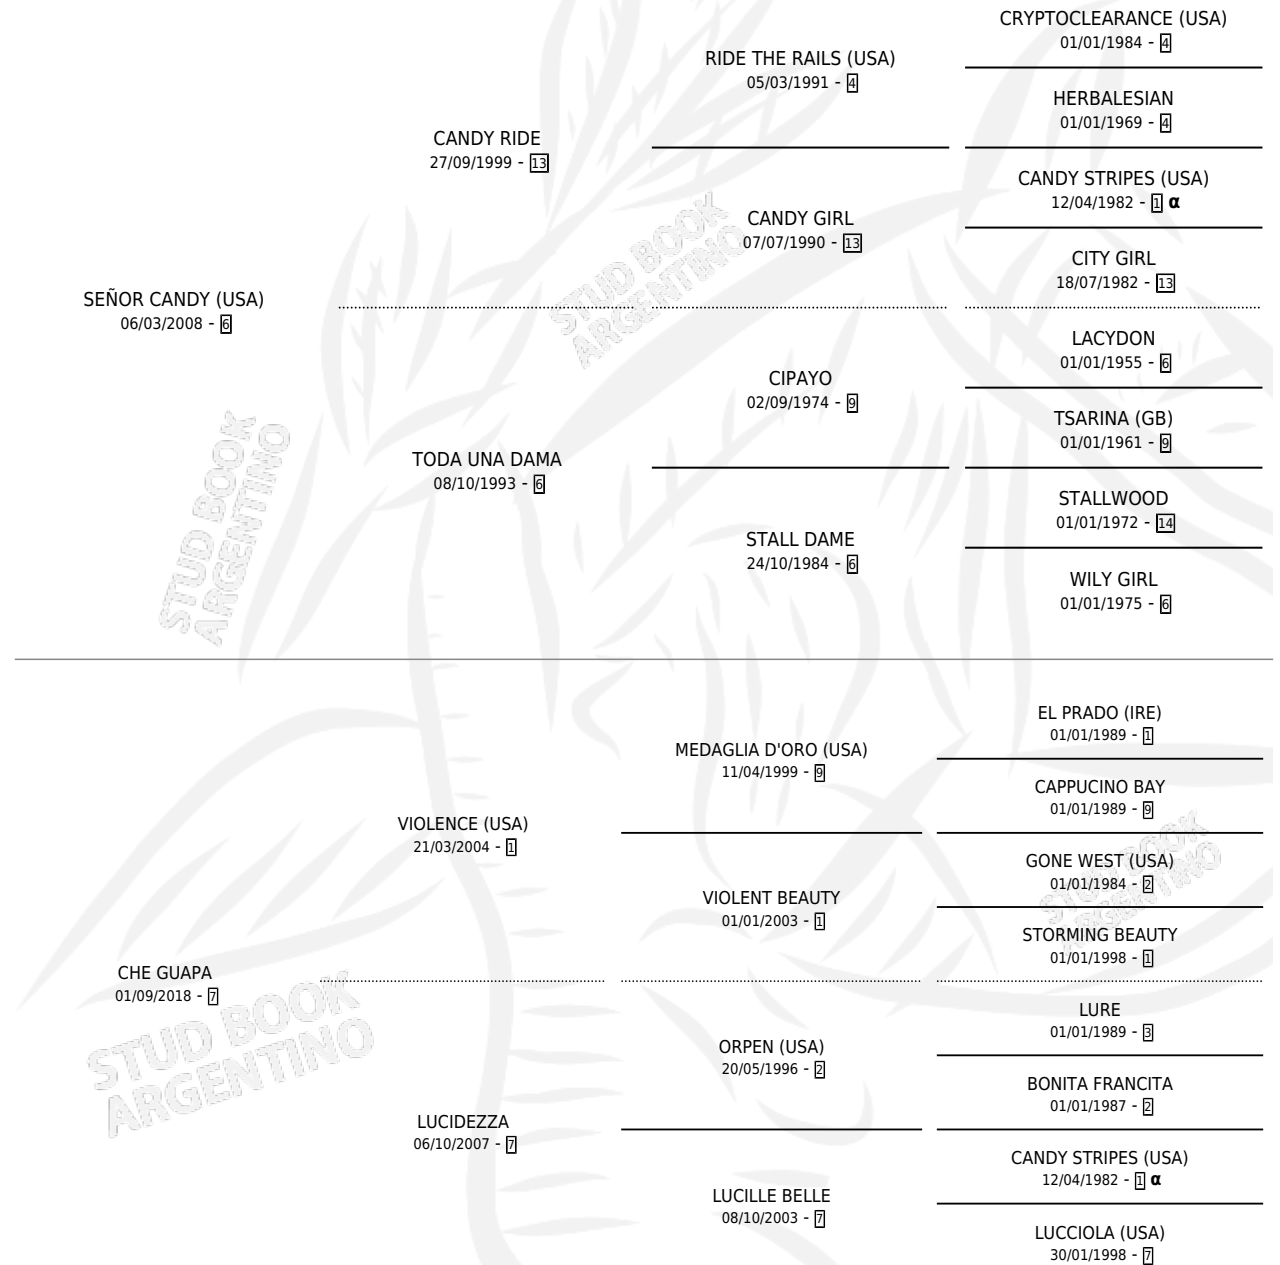 CRYPTOCLEARANCE (USA)
01/01/1984 - 4
RIDE THE RAILS (USA)
05/03/1991 - 4
HERBALESIAN
01/01/1969 - 4
CANDY RIDE
27/09/1999 - 13
CANDY STRIPES (USA)
12/04/1982 - 1 α
CANDY GIRL
07/07/1990 - 13
CITY GIRL
18/07/1982 - 13
SEÑOR CANDY (USA)
06/03/2008 - 6
LACYDON
01/01/1955 - 6
CIPAYO
02/09/1974 - 9
TSARINA (GB)
01/01/1961 - 9
TODA UNA DAMA
08/10/1993 - 6
STALLWOOD
01/01/1972 - 14
STALL DAME
24/10/1984 - 6
WILY GIRL
01/01/1975 - 6
EL PRADO (IRE)
01/01/1989 - 1
MEDAGLIA D'ORO (USA)
11/04/1999 - 9
CAPPUCINO BAY
01/01/1989 - 9
VIOLENCE (USA)
21/03/2004 - 1
GONE WEST (USA)
01/01/1984 - 2
VIOLENT BEAUTY
01/01/2003 - 1
STORMING BEAUTY
01/01/1998 - 1
CHE GUAPA
01/09/2018 - 7
LURE
01/01/1989 - 3
ORPEN (USA)
20/05/1996 - 2
BONITA FRANCITA
01/01/1987 - 2
LUCIDEZZA
06/10/2007 - 7
CANDY STRIPES (USA)
12/04/1982 - 1 α
LUCILLE BELLE
08/10/2003 - 7
LUCCIOLA (USA)
30/01/1998 - 7
STUD BOOK
ARGENTINO
STUD BOOK
ARGENTINO
STUD BOOK
ARGENTINO
STUD BOOK
ARGENTINO